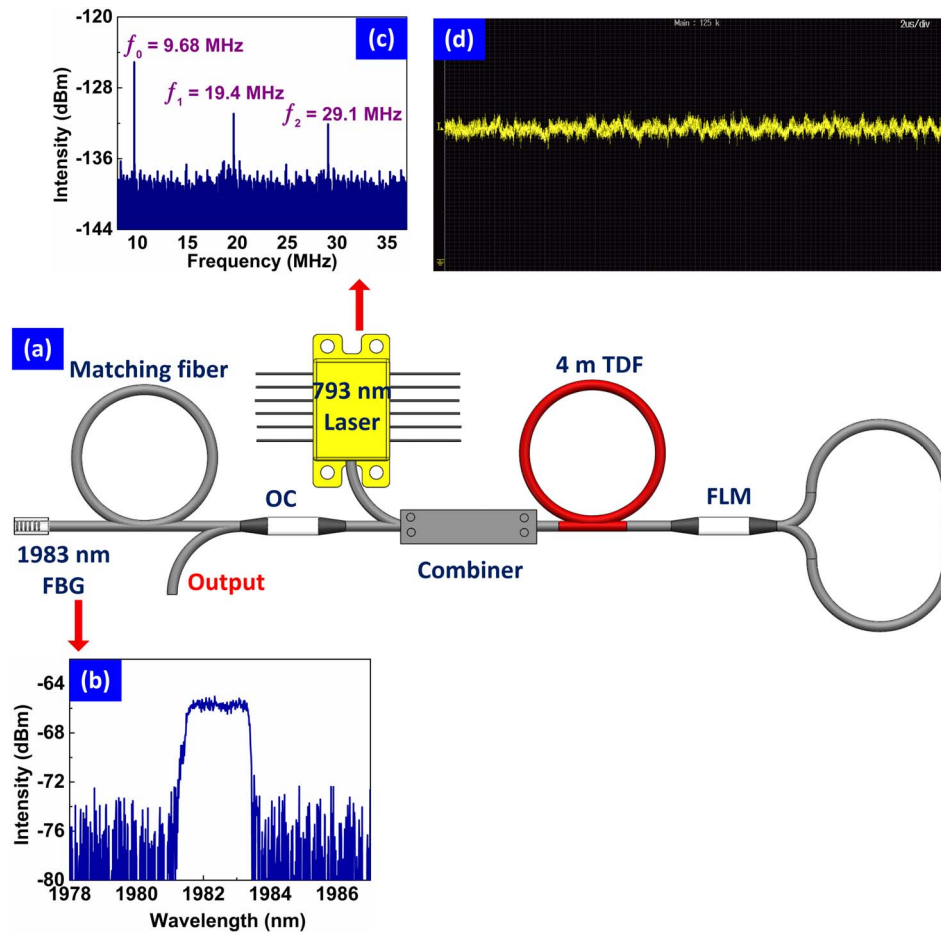 (c)
f0 = 9.68 MHz
f1 = 19.4 MHz
f2 = 29.1 MHz
Intensity (dBm)
-120
-128
-136
-144
10 15 20 25 30 35
Frequency (MHz)
(d)
Main : 125 k
2us/div
(a)
Matching fiber
793 nm
Laser
4 m TDF
OC
FLM
1983 nm
FBG
Output
Combiner
(b)
Intensity (dBm)
-64
-68
-72
-76
-80
1978 1980 1982 1984 1986
Wavelength (nm)